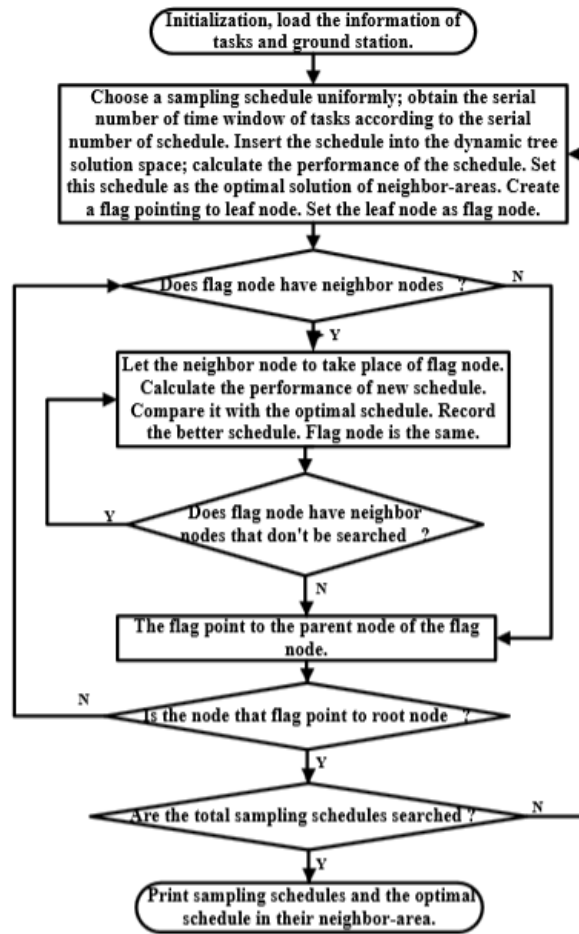 Initialization, load the information of
tasks and ground station.
Choose a sampling schedule uniformly; obtain the serial
number of time window of tasks according to the serial
number of schedule. Insert the schedule into the dynamic tree
solution space; calculate the performance of the schedule. Set
this schedule as the optimal solution of neighbor-areas. Create
a flag pointing to leaf node. Set the leaf node as flag node.
Does flag node have neighbor nodes ?
N
Y
Let the neighbor node to take place of flag node.
Calculate the performance of new schedule.
Compare it with the optimal schedule. Record
the better schedule. Flag node is the same.
Does flag node have neighbor
nodes that don't be searched ?
Y
N
The flag point to the parent node of the flag
node.
N
Is the node that flag point to root node ?
Y
Are the total sampling schedules searched ?
N
Y
Print sampling schedules and the optimal
schedule in their neighbor-area.